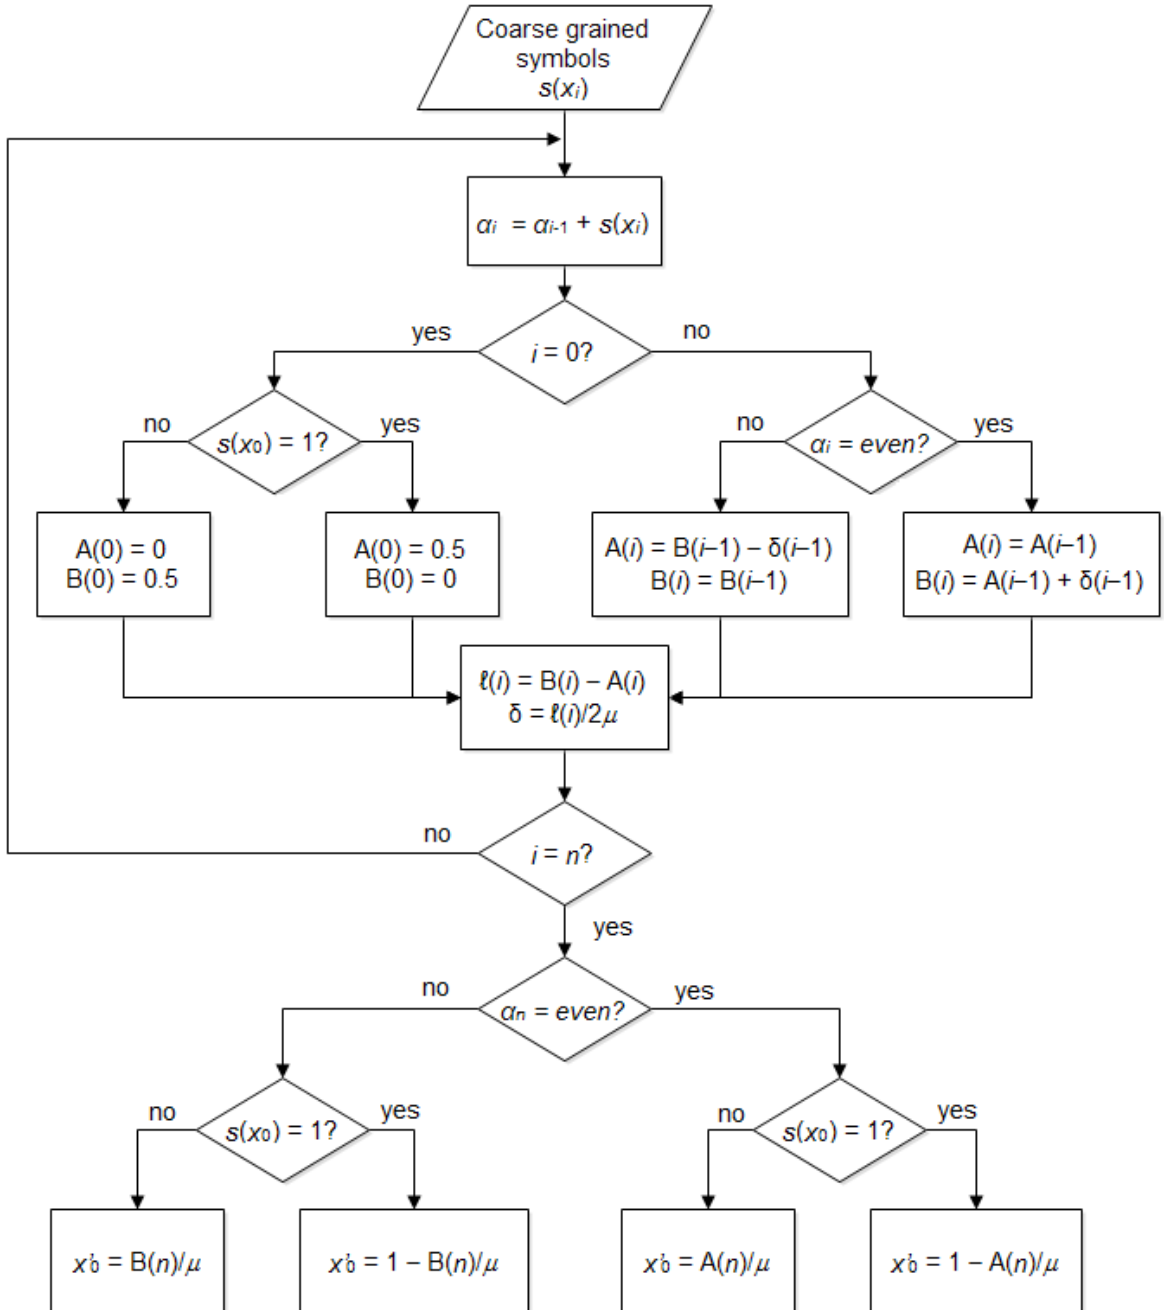 Coarse grained
symbols
s(xᵢ)
αᵢ = αᵢ₋₁ + s(xᵢ)
yes
i = 0?
no
no
s(x₀) = 1?
yes
no
αᵢ = even?
yes
A(0) = 0
B(0) = 0.5
A(0) = 0.5
B(0) = 0
A(i) = B(i–1) – δ(i–1)
B(i) = B(i–1)
A(i) = A(i–1)
B(i) = A(i–1) + δ(i–1)
ℓ(i) = B(i) – A(i)
δ = ℓ(i)/2μ
no
i = n?
yes
no
αₙ = even?
yes
no
s(x₀) = 1?
yes
no
s(x₀) = 1?
yes
x'₀ = B(n)/μ
x'₀ = 1 – B(n)/μ
x'₀ = A(n)/μ
x'₀ = 1 – A(n)/μ